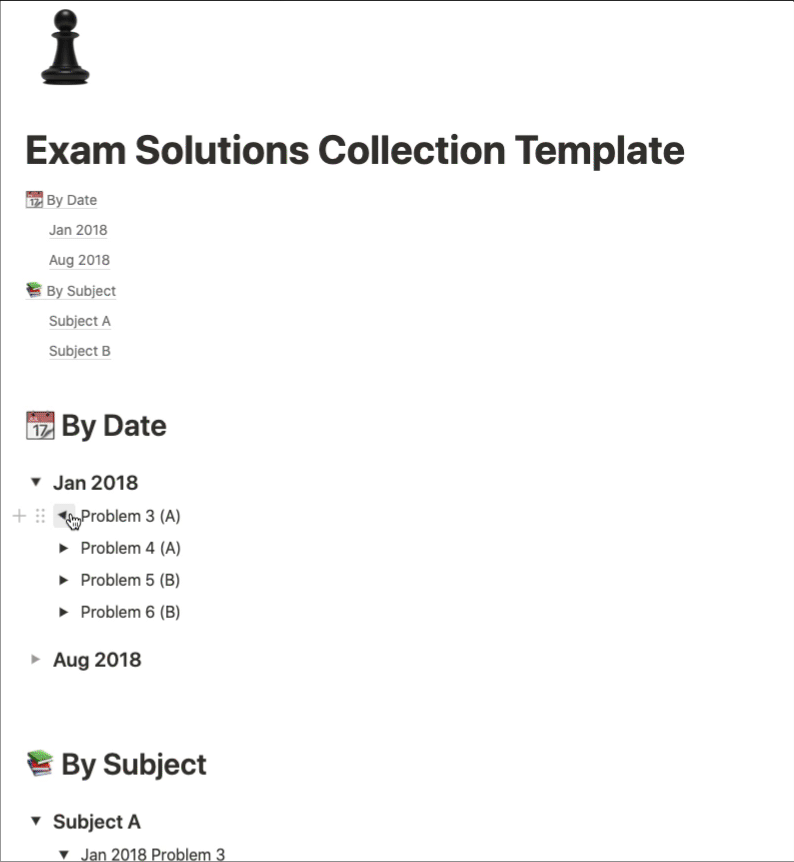 Exam Solutions Collection Template
By Date
Jan 2018
Aug 2018
By Subject
Subject A
Subject B
By Date
Jan 2018
Problem 3 (A)
Problem 4 (A)
Problem 5 (B)
Problem 6 (B)
Aug 2018
By Subject
Subject A
Jan 2018 Problem 3